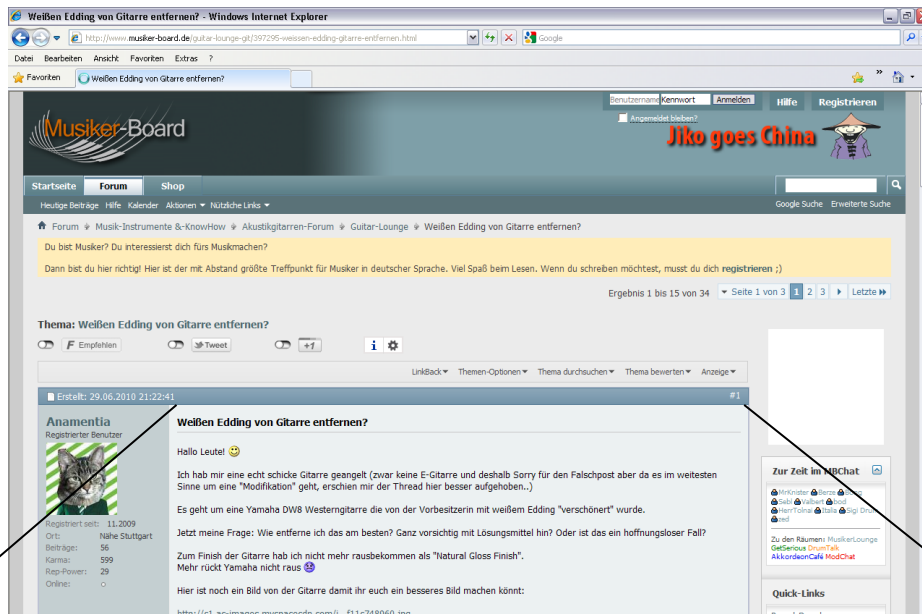 Weißen Edding von Gitarre entfernen? - Windows Internet Explorer
http://www.musiker-board.de/guitar-lounge-git/397295-weissen-edding-gitarre-entfernen.html
Google
Datei Bearbeiten Ansicht Favoriten Extras ?
Favoriten Weißen Edding von Gitarre entfernen?
Benutzername Kennwort Anmelden Hilfe Registrieren
Angemeldet bleiben?
Musiker-Board
Jiko goes China
Startseite Forum Shop
Heutige Beiträge Hilfe Kalender Aktionen Nützliche Links Google Suche Erweiterte Suche
Forum Musik-Instrumente &-KnowHow Akustikgitarren-Forum Guitar-Lounge Weißen Edding von Gitarre entfernen?
Du bist Musiker? Du interessierst dich fürs Musikmachen?
Dann bist du hier richtig! Hier ist der mit Abstand größte Treffpunkt für Musiker in deutscher Sprache. Viel Spaß beim Lesen. Wenn du schreiben möchtest, musst du dich registrieren ;)
Ergebnis 1 bis 15 von 34 Seite 1 von 3 1 2 3 Letzte
Thema: Weißen Edding von Gitarre entfernen?
Empfehlen Tweet +1
LinkBack Themen-Optionen Thema durchsuchen Thema bewerten Anzeige
Erstellt: 29.06.2010 21:22:41 #1
Anamentia
Registrierter Benutzer
Registriert seit: 11.2009
Ort: Nähe Stuttgart
Beiträge: 56
Karma: 599
Rep-Power: 29
Online:
Weißen Edding von Gitarre entfernen?
Hallo Leute!
Ich hab mir eine echt schicke Gitarre geangelt (zwar keine E-Gitarre und deshalb Sorry für den Falschpost aber da es im weitesten
Sinne um eine "Modifikation" geht, erschien mir der Thread hier besser aufgehoben..)
Es geht um eine Yamaha DW8 Westerngitarre die von der Vorbesitzerin mit weißem Edding "verschönert" wurde.
Jetzt meine Frage: Wie entferne ich das am besten? Ganz vorsichtig mit Lösungsmittel hin? Oder ist das ein hoffnungsloser Fall?
Zum Finish der Gitarre hab ich nicht mehr rausbekommen als "Natural Gloss Finish".
Mehr rückt Yamaha nicht raus
Hier ist noch ein Bild von der Gitarre damit ihr euch ein besseres Bild machen könnt:
Zur Zeit im MBChat
MrKnister Berze
Sebl Valbert bod
HerrTolnai Italia Sigi
zed
Zu den Räumen: MusikerLounge
GetSerious DrumTalk
AkkordeonCafé ModChat
Quick-Links